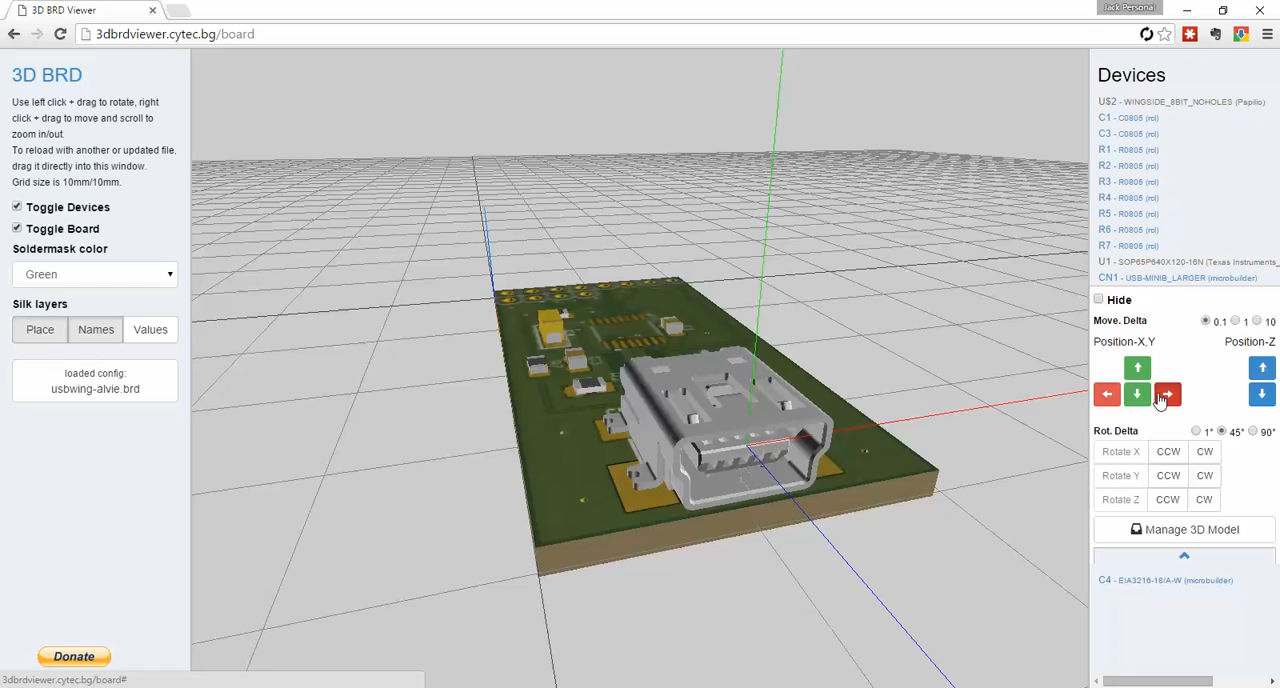 3D BRD Viewer
Jack Personal
3dbrdviewer.cytec.bg/board
3D BRD
Use left click + drag to rotate, right
click + drag to move and scroll to
zoom in/out.
To reload with another or updated file,
drag it directly into this window.
Grid size is 10mm/10mm.
Toggle Devices
Toggle Board
Soldermask color
Green
Silk layers
Place
Names
Values
loaded config:
usbwing-alvie.brd
Donate
3dbrdviewer.cytec.bg/board#
Devices
U$2 - WINGSIDE_8BIT_NOHOLES (Papilio)
C1 - C0805 (rcl)
C3 - C0805 (rcl)
R1 - R0805 (rcl)
R2 - R0805 (rcl)
R3 - R0805 (rcl)
R4 - R0805 (rcl)
R5 - R0805 (rcl)
R6 - R0805 (rcl)
R7 - R0805 (rcl)
U1 - SOP65P640X120-16N (Texas Instruments_
CN1 - USB-MINIB_LARGER (microbuilder)
Hide
Move. Delta 0.1 1 10
Position-X,Y Position-Z
Rot. Delta 1° 45° 90°
Rotate X CCW CW
Rotate Y CCW CW
Rotate Z CCW CW
Manage 3D Model
C4 - EIA3216-18/A-W (microbuilder)